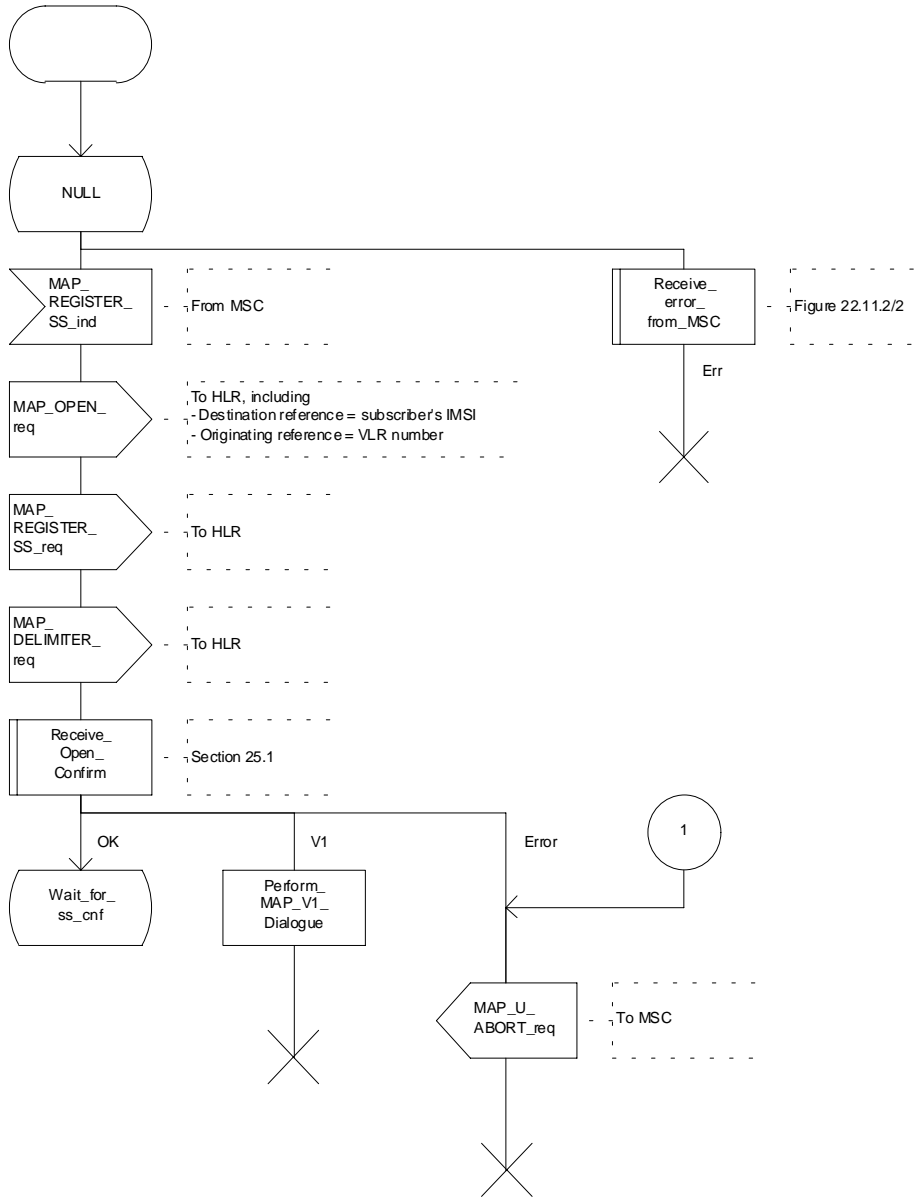 NULL
MAP_
REGISTER_
SS_ind
From MSC
Receive_
error_
from_MSC
Figure 22.11.2/2
Err
MAP_OPEN_
req
To HLR, including
- Destination reference = subscriber's IMSI
- Originating reference = VLR number
MAP_
REGISTER_
SS_req
To HLR
MAP_
DELIMITER_
req
To HLR
Receive_
Open_
Confirm
Section 25.1
OK
V1
Error
1
Wait_for_
ss_cnf
Perform_
MAP_V1_
Dialogue
MAP_U_
ABORT_req
To MSC